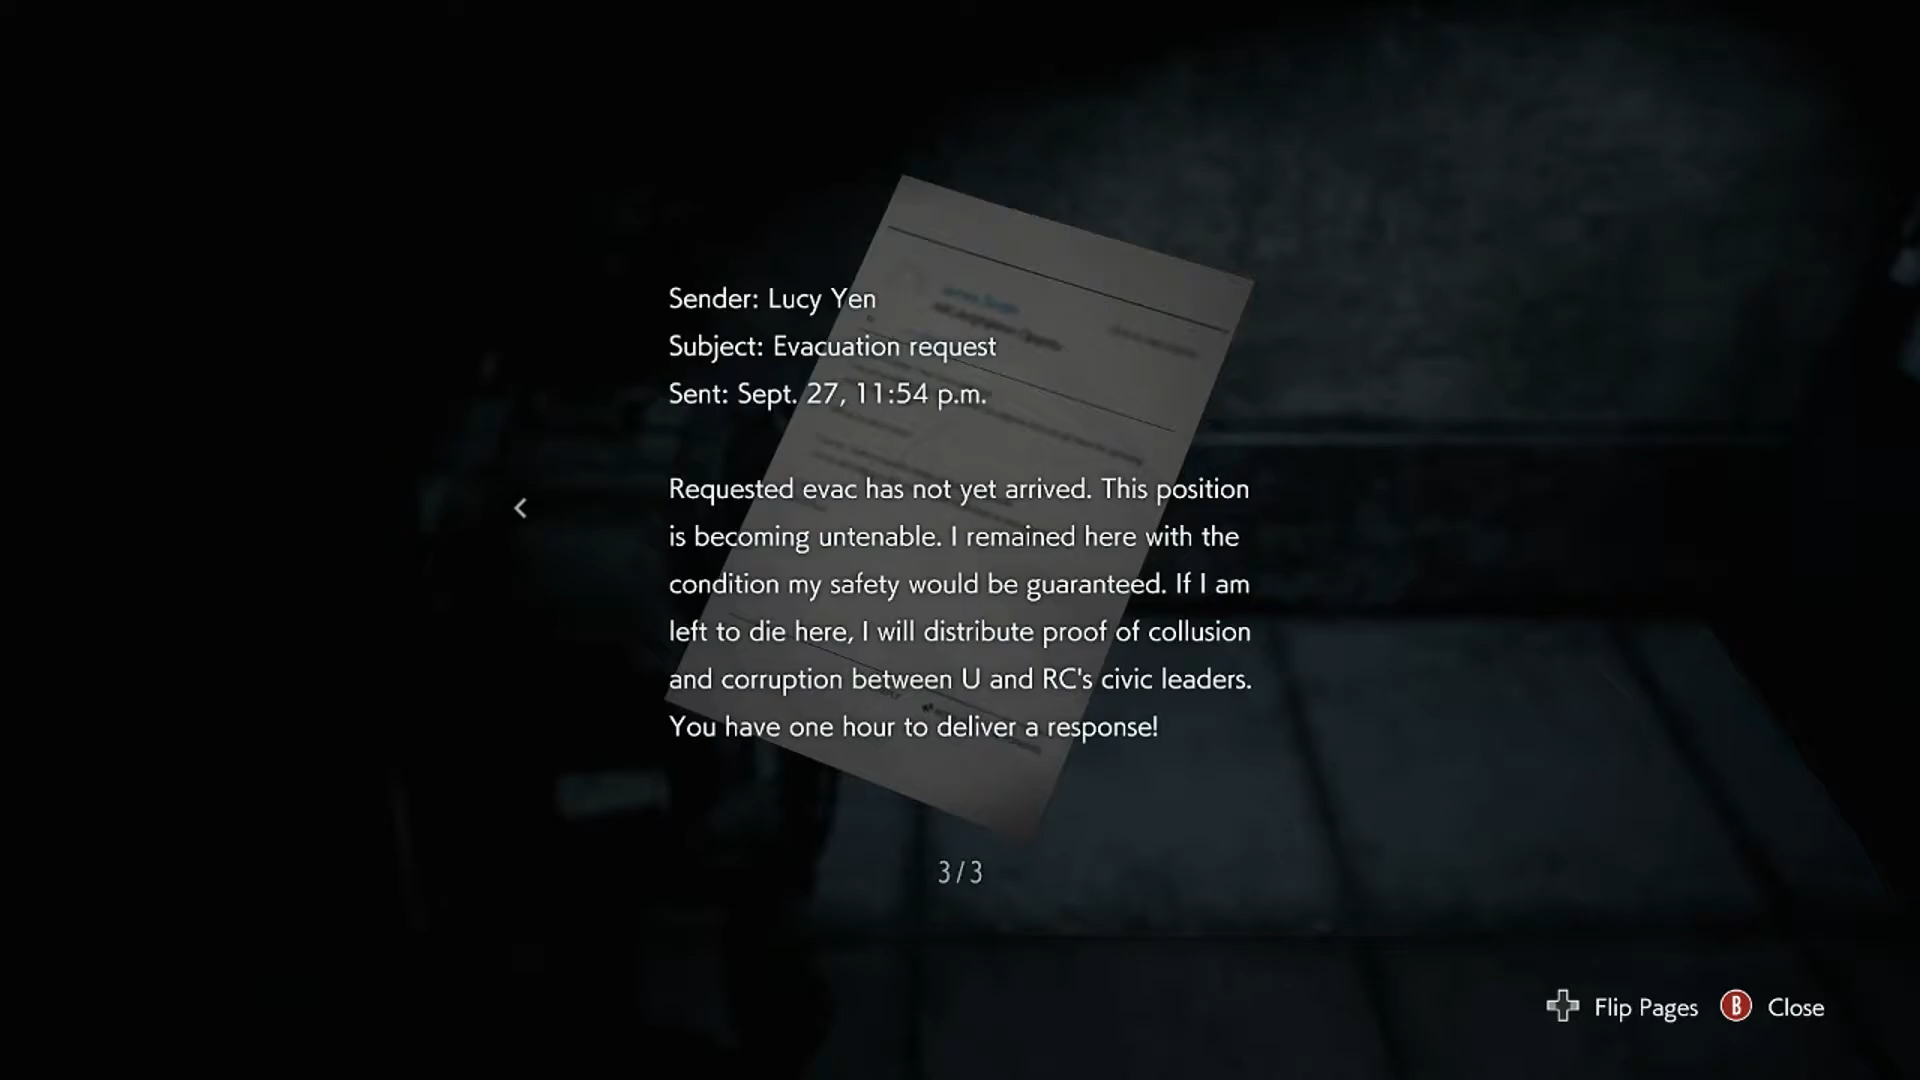 Sender: Lucy Yen
Subject: Evacuation request
Sent: Sept. 27, 11:54 p.m.
Requested evac has not yet arrived. This position
is becoming untenable. I remained here with the
condition my safety would be guaranteed. If I am
left to die here, I will distribute proof of collusion
and corruption between U and RC's civic leaders.
You have one hour to deliver a response!
3/3
Flip Pages B Close